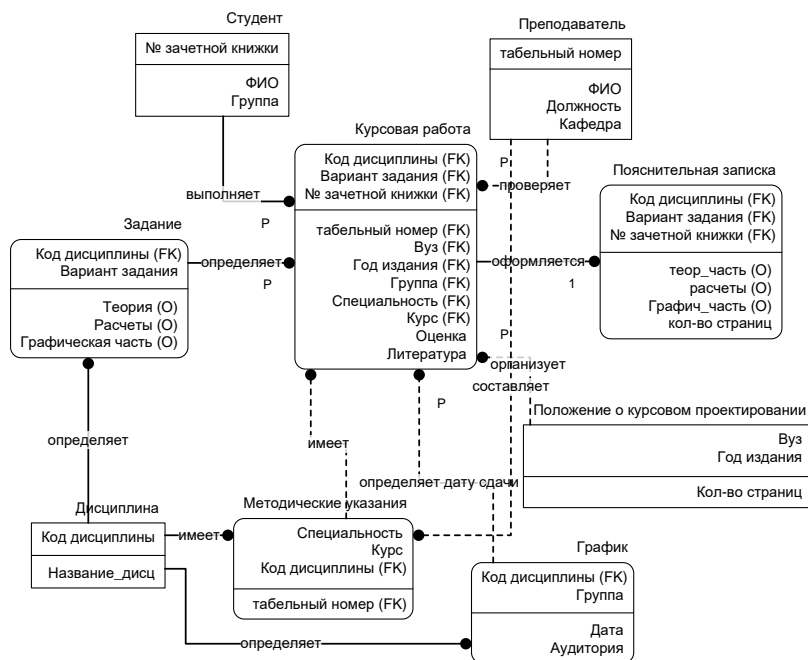 Студент
№ зачетной книжки
ФИО
Группа
Преподаватель
табельный номер
ФИО
Должность
Кафедра
Курсовая работа
Код дисциплины (FK)
Вариант задания (FK)
№ зачетной книжки (FK)
табельный номер (FK)
Вуз (FK)
Год издания (FK)
Группа (FK)
Специальность (FK)
Курс (FK)
Оценка
Литература
P
проверяет
выполняет
P
Пояснительная записка
Код дисциплины (FK)
Вариант задания (FK)
№ зачетной книжки (FK)
теор_часть (O)
расчеты (O)
Графич_часть (O)
кол-во страниц
Задание
Код дисциплины (FK)
Вариант задания
Теория (O)
Расчеты (O)
Графическая часть (O)
определяет
P
оформляется
1
P
организует
составляет
P
Положение о курсовом проектировании
Вуз
Год издания
Кол-во страниц
определяет
имеет
определяет дату сдачи
Дисциплина
Код дисциплины
Название_дисц
имеет
Методические указания
Специальность
Курс
Код дисциплины (FK)
табельный номер (FK)
График
Код дисциплины (FK)
Группа
Дата
Аудитория
определяет